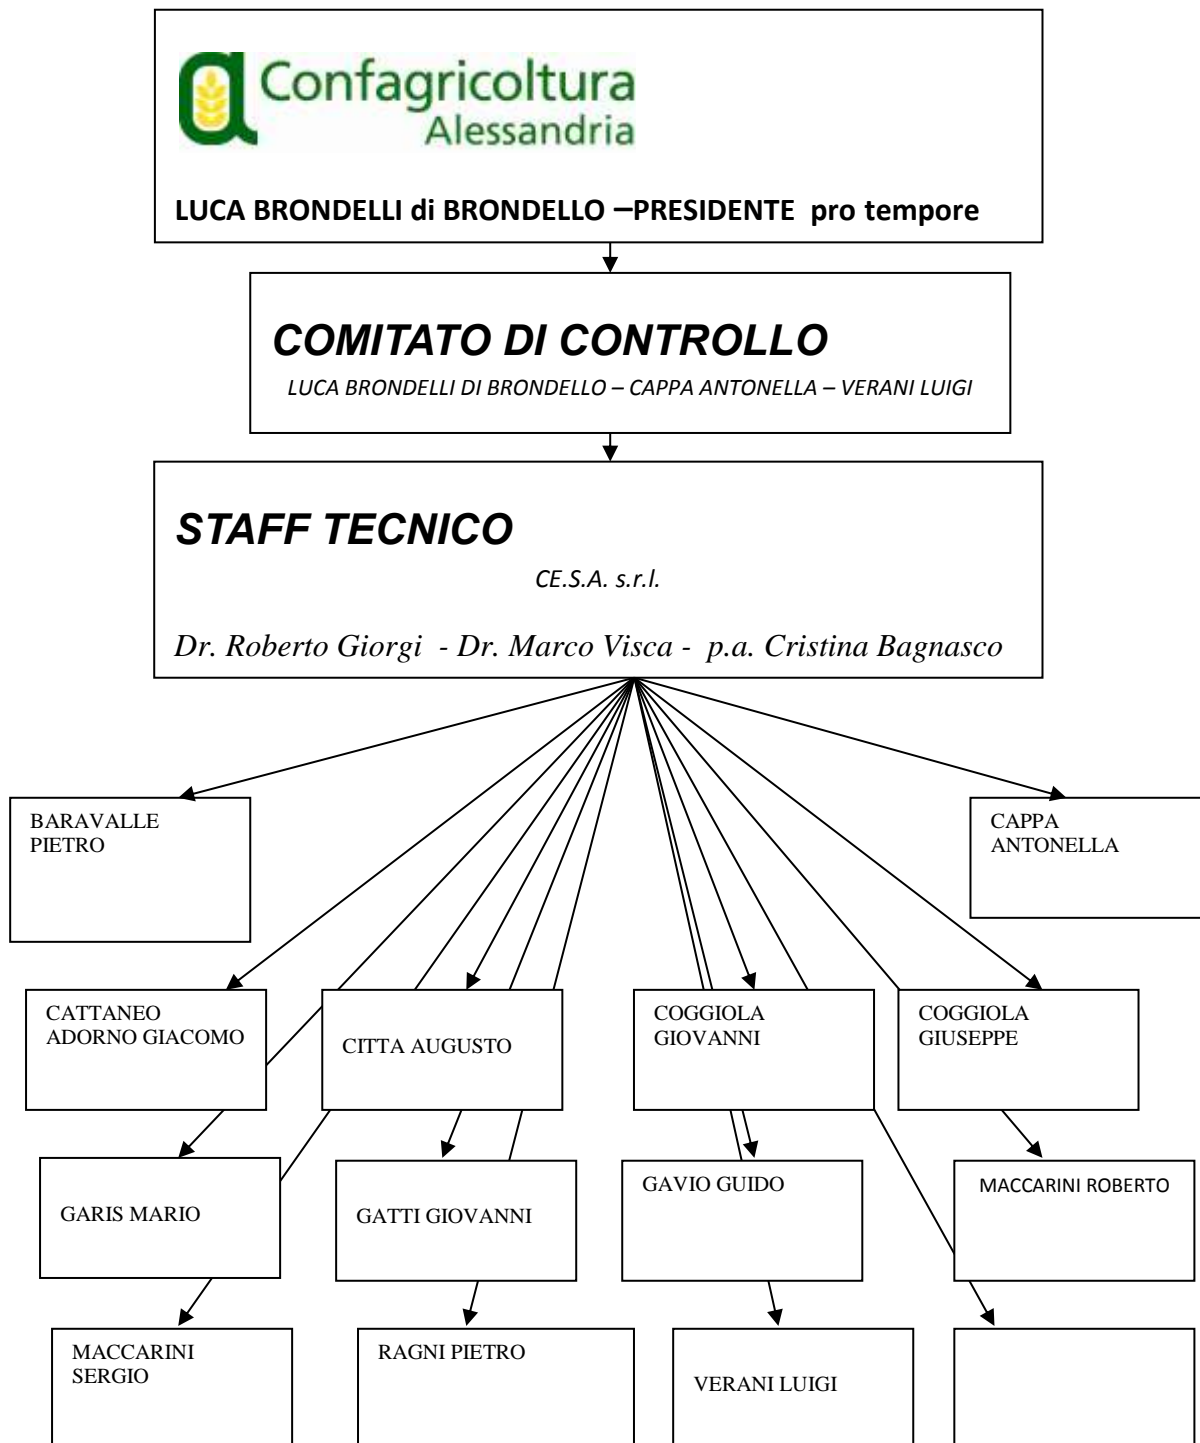 Confagricoltura
Alessandria
LUCA BRONDELLI di BRONDELLO –PRESIDENTE pro tempore
COMITATO DI CONTROLLO
LUCA BRONDELLI DI BRONDELLO – CAPPA ANTONELLA – VERANI LUIGI
STAFF TECNICO
CE.S.A. s.r.l.
Dr. Roberto Giorgi - Dr. Marco Visca - p.a. Cristina Bagnasco
BARAVALLE
PIETRO
CAPPA
ANTONELLA
CATTANEO
ADORNO GIACOMO
CITTA AUGUSTO
COGGIOLA
GIOVANNI
COGGIOLA
GIUSEPPE
GARIS MARIO
GATTI GIOVANNI
GAVIO GUIDO
MACCARINI ROBERTO
MACCARINI
SERGIO
RAGNI PIETRO
VERANI LUIGI